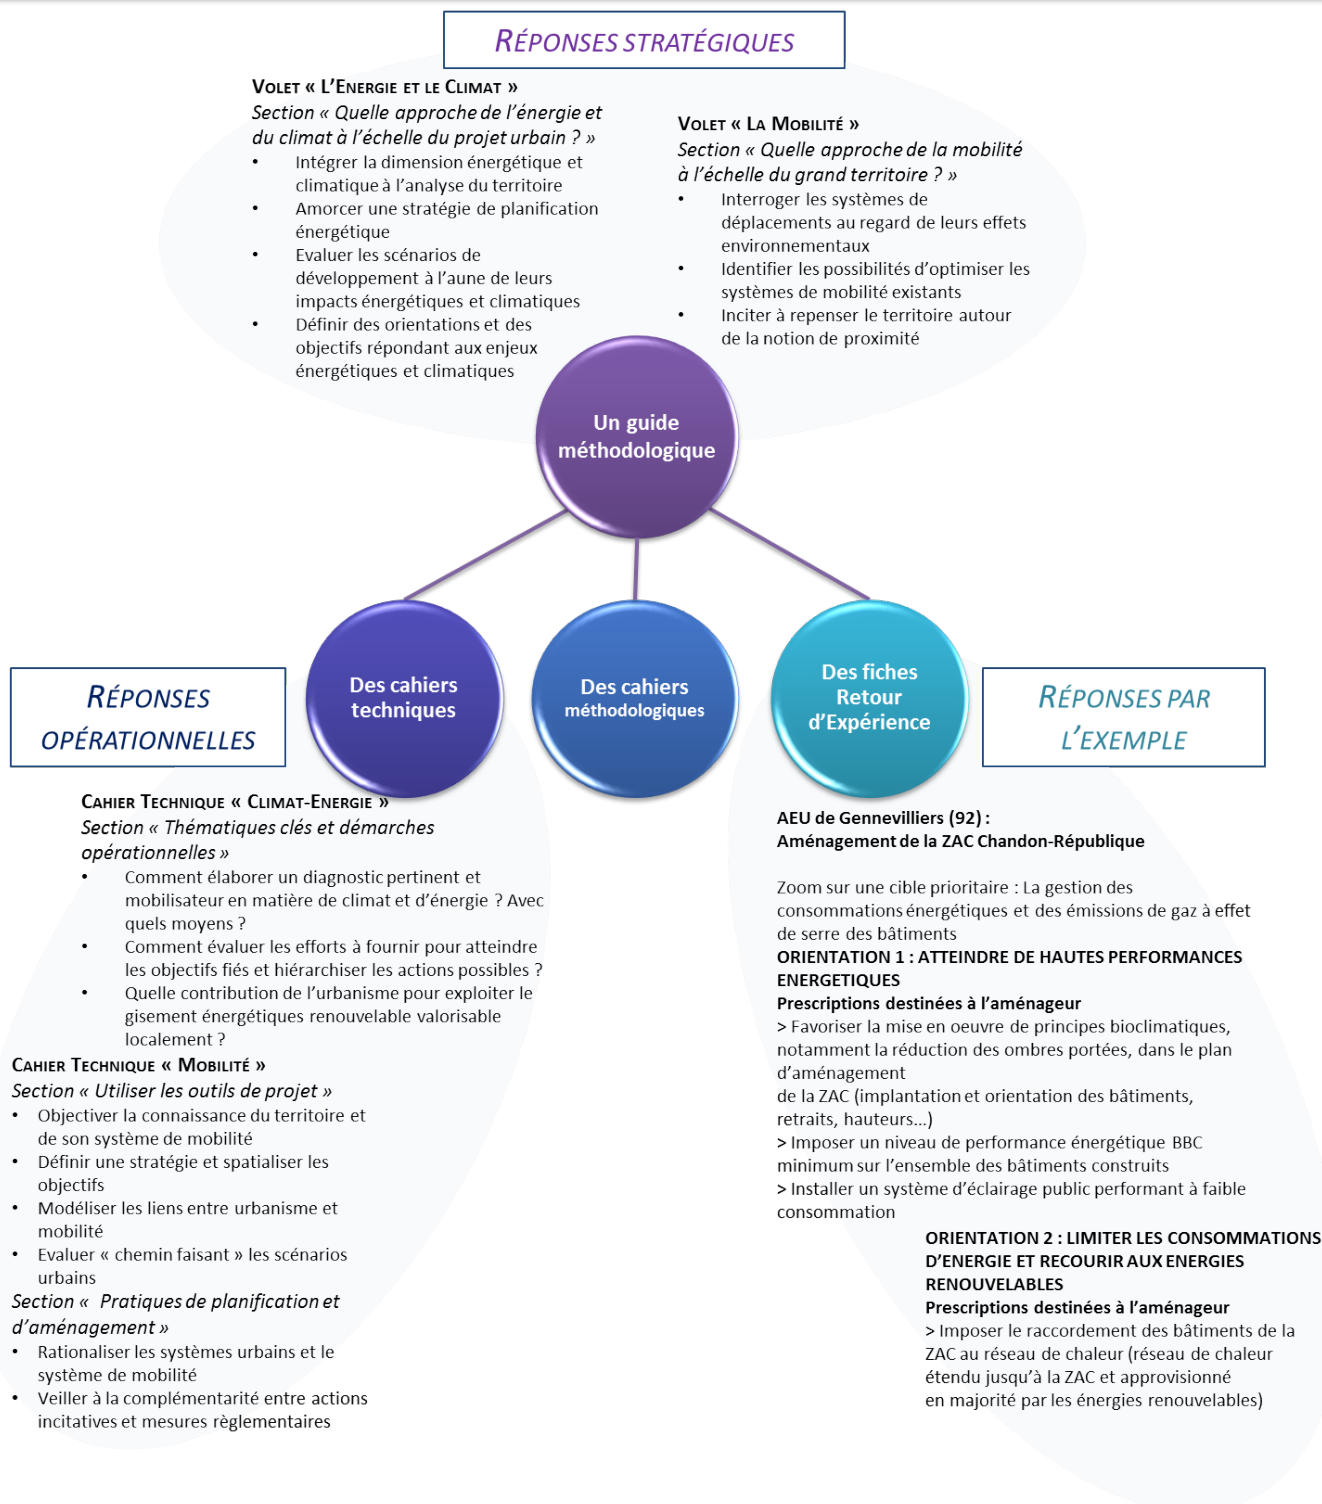 RÉPONSES STRATÉGIQUES
VOLET « L’ENERGIE ET LE CLIMAT »
Section « Quelle approche de l’énergie et
du climat à l’échelle du projet urbain ? »
• Intégrer la dimension énergétique et
climatique à l’analyse du territoire
• Amorcer une stratégie de planification
énergétique
• Evaluer les scénarios de
développement à l’aune de leurs
impacts énergétiques et climatiques
• Définir des orientations et des
objectifs répondant aux enjeux
énergétiques et climatiques
VOLET « LA MOBILITÉ »
Section « Quelle approche de la mobilité
à l’échelle du grand territoire ? »
• Interroger les systèmes de
déplacements au regard de leurs effets
environnementaux
• Identifier les possibilités d’optimiser les
systèmes de mobilité existants
• Inciter à repenser le territoire autour
de la notion de proximité
Un guide
méthodologique
Des cahiers
techniques
Des cahiers
méthodologiques
Des fiches
Retour
d’Expérience
RÉPONSES
OPÉRATIONNELLES
CAHIER TECHNIQUE « CLIMAT-ENERGIE »
Section « Thématiques clés et démarches
opérationnelles »
• Comment élaborer un diagnostic pertinent et
mobilisateur en matière de climat et d’énergie ? Avec
quels moyens ?
• Comment évaluer les efforts à fournir pour atteindre
les objectifs fiés et hiérarchiser les actions possibles ?
• Quelle contribution de l’urbanisme pour exploiter le
gisement énergétiques renouvelable valorisable
localement ?
CAHIER TECHNIQUE « MOBILITÉ »
Section « Utiliser les outils de projet »
• Objectiver la connaissance du territoire et
de son système de mobilité
• Définir une stratégie et spatialiser les
objectifs
• Modéliser les liens entre urbanisme et
mobilité
• Evaluer « chemin faisant » les scénarios
urbains
Section « Pratiques de planification et
d’aménagement »
• Rationaliser les systèmes urbains et le
système de mobilité
• Veiller à la complémentarité entre actions
incitatives et mesures règlementaires
RÉPONSES PAR
L’EXEMPLE
AEU de Gennevilliers (92) :
Aménagement de la ZAC Chandon-République
Zoom sur une cible prioritaire : La gestion des
consommations énergétiques et des émissions de gaz à effet
de serre des bâtiments
ORIENTATION 1 : ATTEINDRE DE HAUTES PERFORMANCES
ENERGETIQUES
Prescriptions destinées à l’aménageur
> Favoriser la mise en oeuvre de principes bioclimatiques,
notamment la réduction des ombres portées, dans le plan
d’aménagement
de la ZAC (implantation et orientation des bâtiments,
retraits, hauteurs…)
> Imposer un niveau de performance énergétique BBC
minimum sur l’ensemble des bâtiments construits
> Installer un système d’éclairage public performant à faible
consommation
ORIENTATION 2 : LIMITER LES CONSOMMATIONS
D’ENERGIE ET RECOURIR AUX ENERGIES
RENOUVELABLES
Prescriptions destinées à l’aménageur
> Imposer le raccordement des bâtiments de la
ZAC au réseau de chaleur (réseau de chaleur
étendu jusqu’à la ZAC et approvisionné
en majorité par les énergies renouvelables)